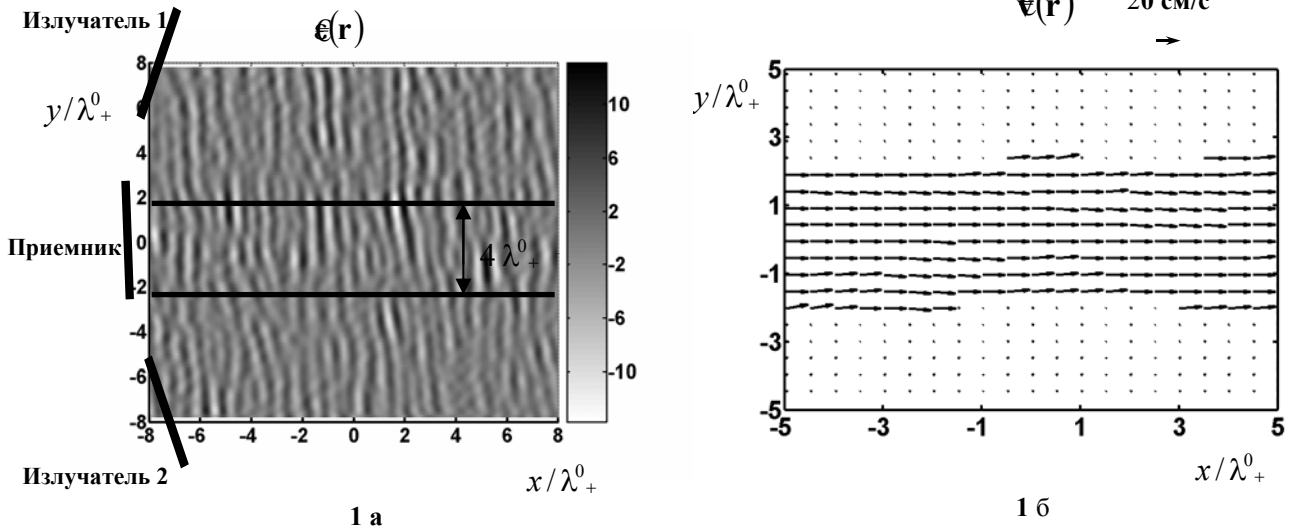 Излучатель 1
(r)
8
y/λ⁰₊
4
2
0
-2
-4
-6
-8
-8 -6 -4 -2 0 2 4 6 8
10
6
2
-2
-6
-10
Приемник
4 λ⁰₊
Излучатель 2
x/λ⁰₊
1 а
(r) 20 см/с
y/λ⁰₊
5
3
1
-1
-3
-5
-5 -3 -1 1 3 5
x/λ⁰₊
1 б